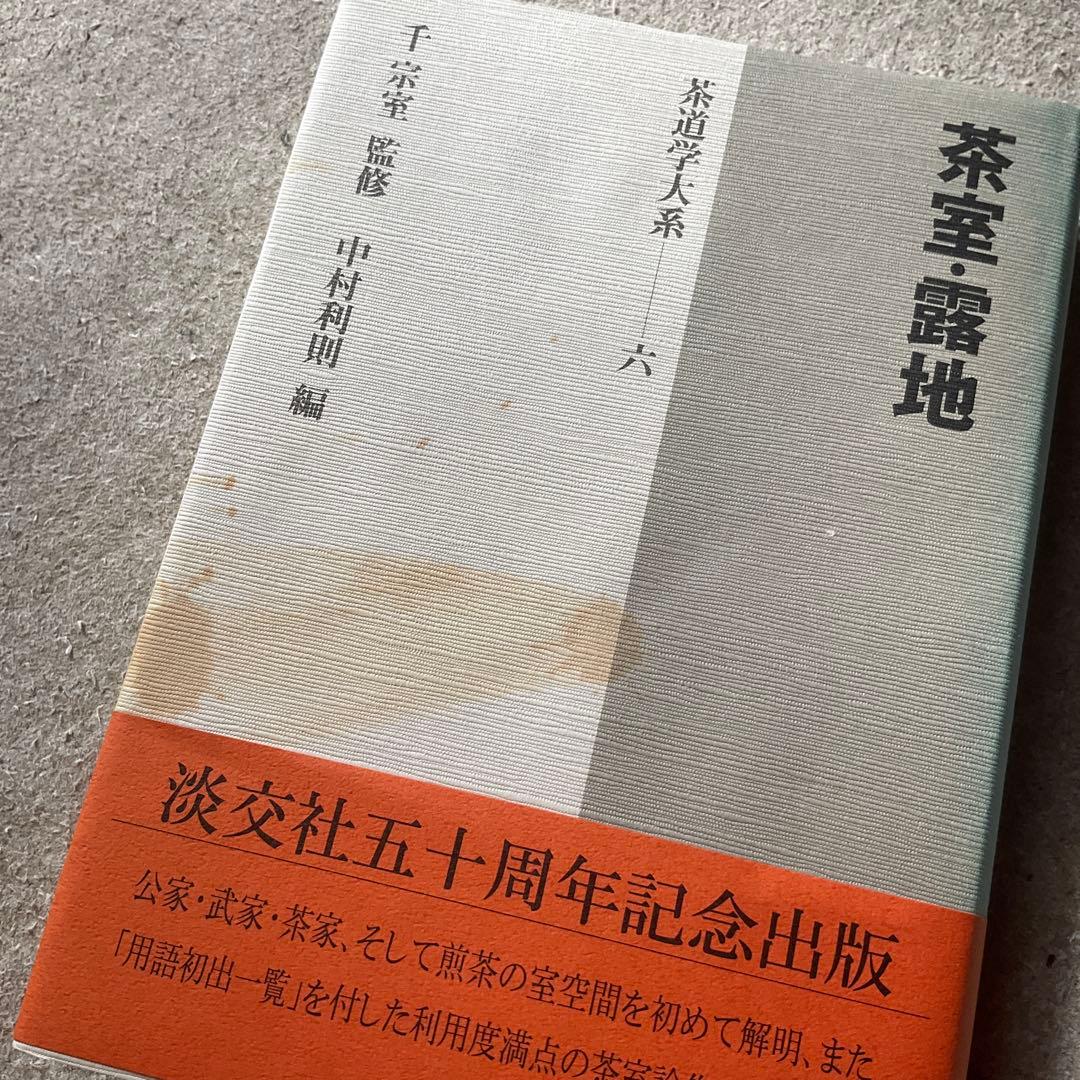 茶室・露地
茶道学大系──六
千宗室 監修
中村利則 編
淡交社五十周年記念出版
公家・武家・茶家、そして煎茶の室空間を初めて解明、また
「用語初出一覧」を付した利用度満点の茶室論